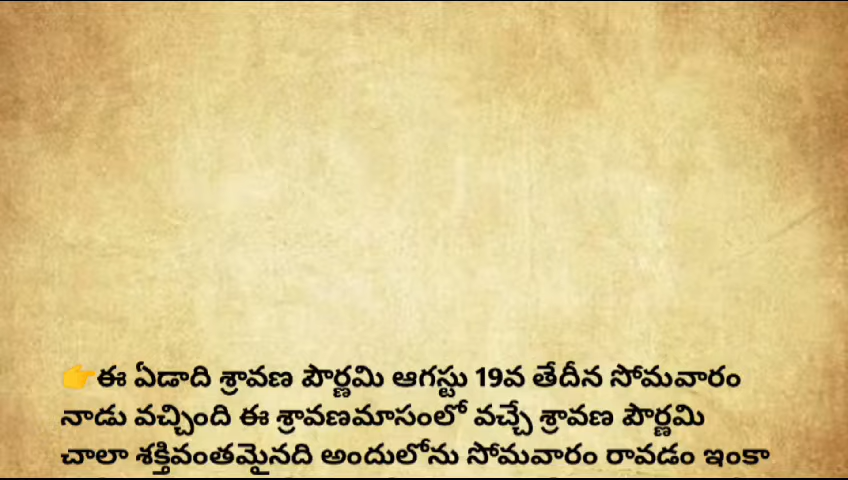 👉ఈ ఏడాది శ్రావణ పౌర్ణమి ఆగస్టు 19వ తేదీన సోమవారం
నాడు వచ్చింది ఈ శ్రావణమాసంలో వచ్చే శ్రావణ పౌర్ణమి
చాలా శక్తివంతమైనది అందులోను సోమవారం రావడం ఇంకా